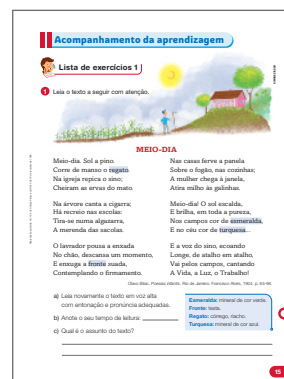 Acompanhamento da aprendizagem
Lista de exercícios 1
1 Leia o texto a seguir com atenção.
MEIO-DIA
Meio-dia. Sol a pino.
Corre de manso o regato.
Na igreja repica o sino;
Cheiram as ervas do mato.
Na árvore canta a cigarra;
Há recreio nas escolas:
Tira-se numa algazarra,
A merenda das sacolas.
O lavrador pousa a enxada
No chão, descansa um momento,
E enxuga a fronte suada,
Contemplando o firmamento.
Nas casas ferve a panela
Sobre o fogão, nas cozinhas;
A mulher chega à janela,
Atira milho às galinhas.
Meio-dia! O sol escalda,
E brilha, em toda a pureza,
Nos campos cor de esmeralda,
E no céu cor de turquesa...
E a voz do sino, ecoando
Longe, de atalho em atalho,
Vai pelos campos, cantando
A Vida, a Luz, o Trabalho!
Olavo Bilac. Poesias infantis. Rio de Janeiro: Francisco Alves, 1904. p.
a) Leia novamente o texto em voz alta
com entonação e pronúncia adequadas.
b) Anote o seu tempo de leitura:
c) Qual é o assunto do texto?
Esmeralda: mineral de cor verde.
Fronte: testa.
Regato: córrego, riacho.
Turquesa: mineral de cor azul.
15